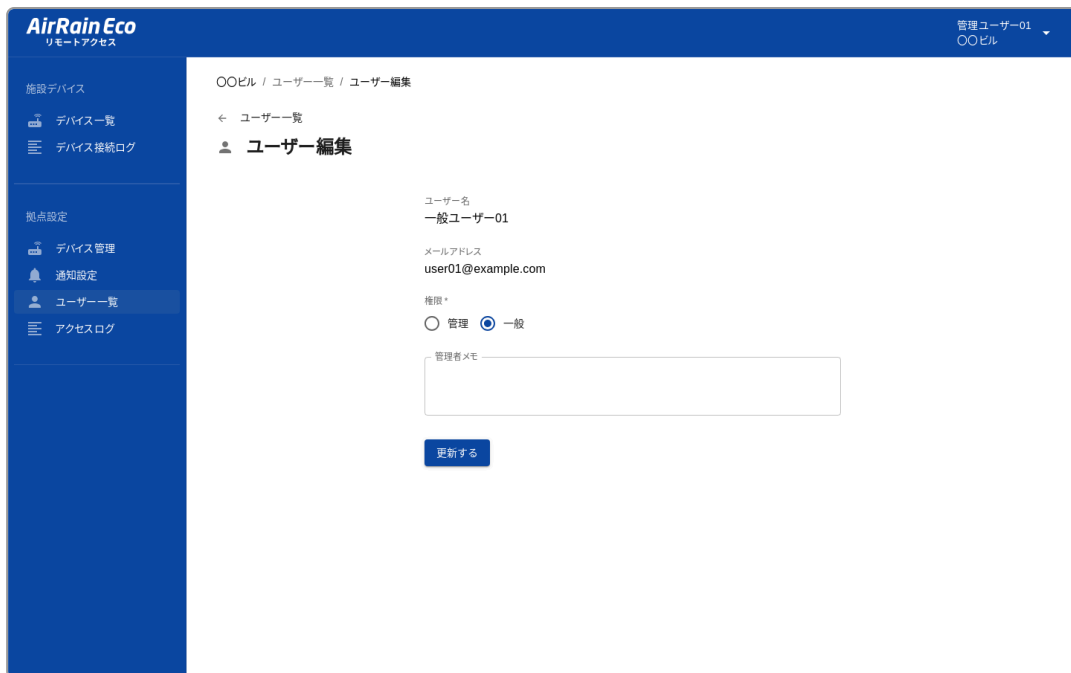 AirRain Eco
リモートアクセス
管理ユーザー01
〇〇ビル
施設デバイス
デバイス一覧
デバイス接続ログ
拠点設定
デバイス管理
通知設定
ユーザー一覧
アクセスログ
〇〇ビル / ユーザー一覧 / ユーザー編集
← ユーザー一覧
ユーザー編集
ユーザー名
一般ユーザー01
メールアドレス
user01@example.com
権限 *
管理 一般
管理者メモ
更新する